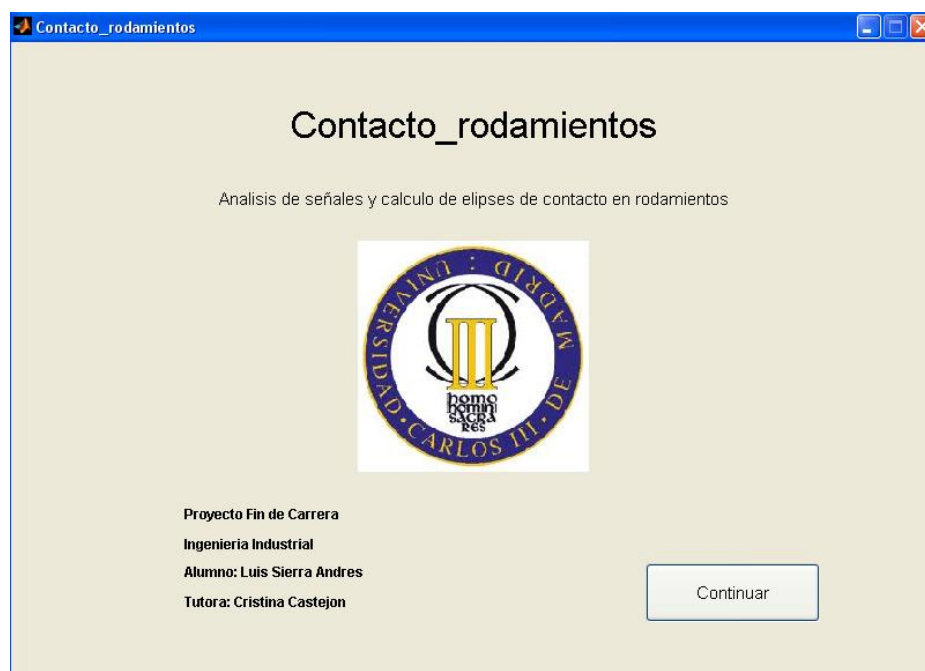 Contacto_rodamientos
Contacto_rodamientos
Analisis de señales y calculo de elipses de contacto en rodamientos
UNIVERSIDAD · CARLOS III · DE MADRID :
homo
homini
SACRA
RES
Proyecto Fin de Carrera
Ingenieria Industrial
Alumno: Luis Sierra Andres
Tutora: Cristina Castejon
Continuar